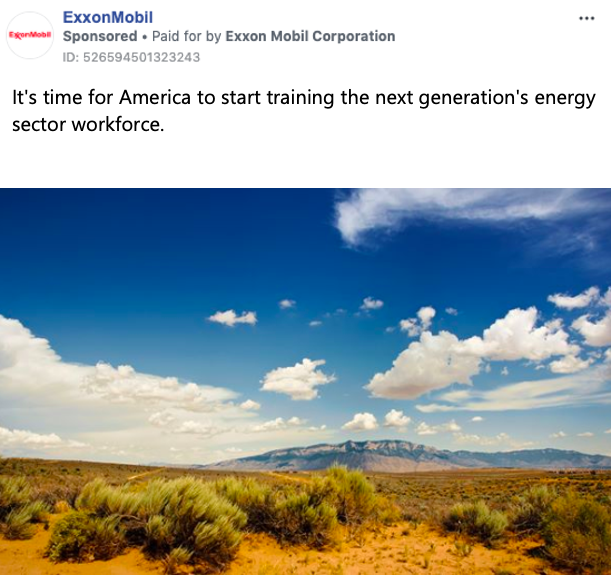 ExxonMobil
ExxonMobil
Sponsored • Paid for by Exxon Mobil Corporation
ID: 526594501323243
It's time for America to start training the next generation's energy
sector workforce.